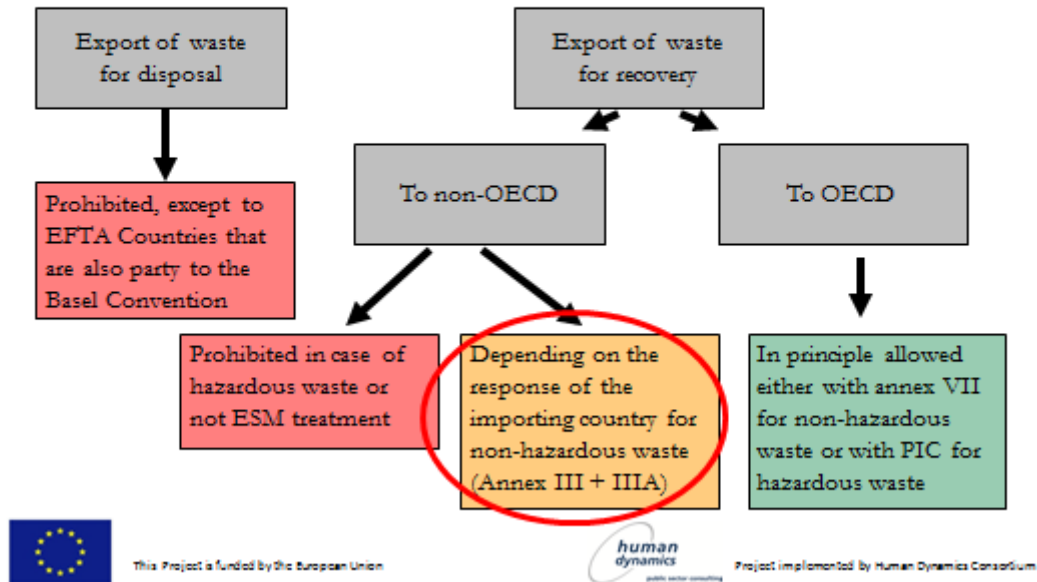 Export of waste
for disposal
Export of waste
for recovery
To non-OECD
To OECD
Prohibited, except to
EFTA Countries that
are also party to the
Basel Convention
Prohibited in case of
hazardous waste or
not ESM treatment
Depending on the
response of the
importing country for
non-hazardous waste
(Annex III + IIIA)
In principle allowed
either with annex VII
for non-hazardous
waste or with PIC for
hazardous waste
This Project is funded by the European Union
human
dynamics
public sector consulting
Project implemented by Human Dynamics Consortium